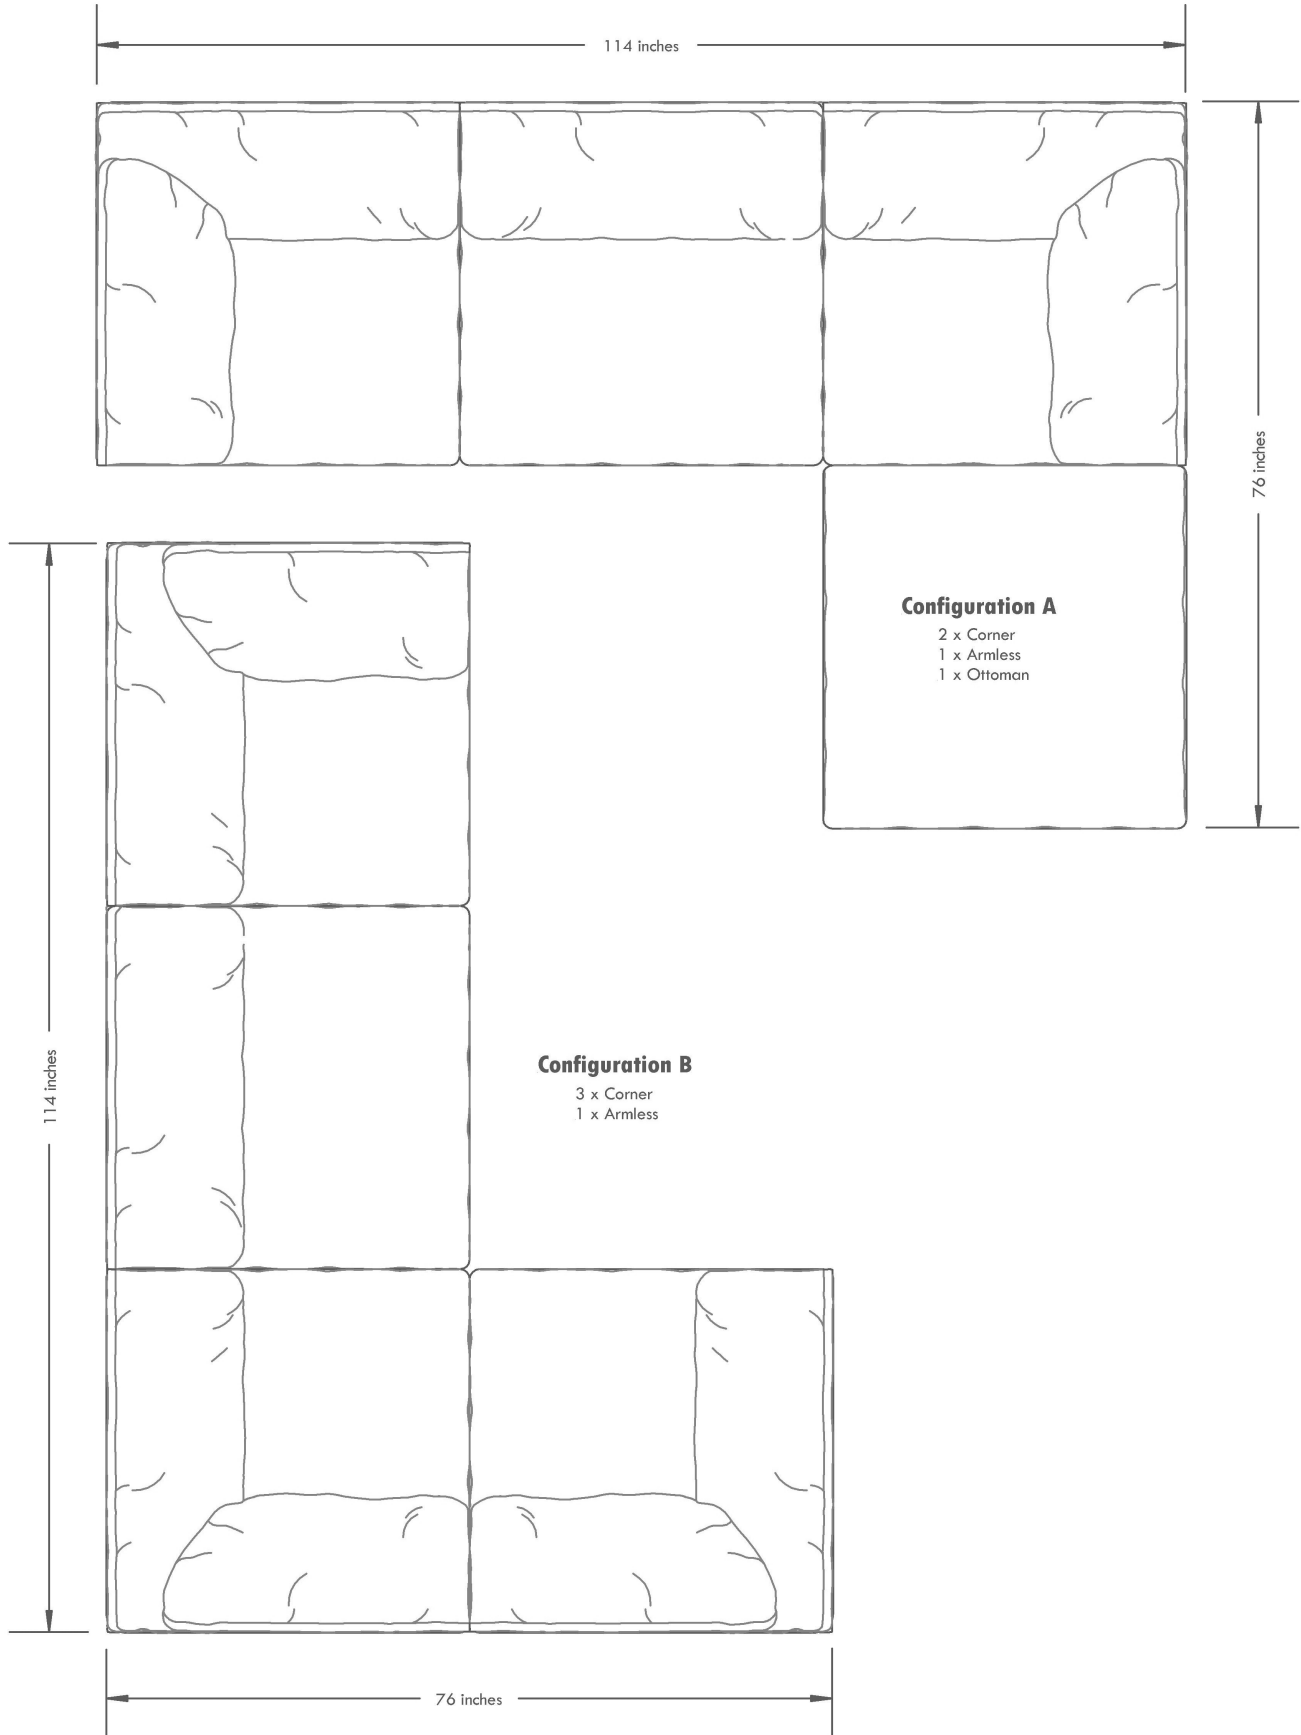 114 inches
76 inches
Configuration A
2 x Corner
1 x Armless
1 x Ottoman
114 inches
Configuration B
3 x Corner
1 x Armless
76 inches